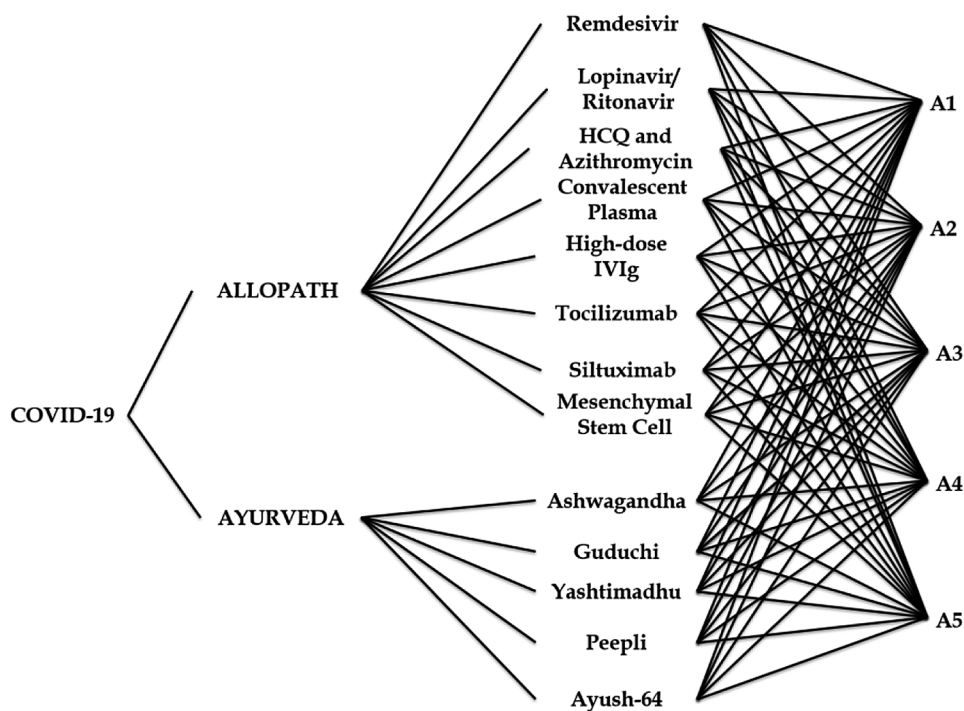 COVID-19
ALLOPATH
AYURVEDA
Remdesivir
Lopinavir/
Ritonavir
HCQ and
Azithromycin
Convalescent
Plasma
High-dose
IVIg
Tocilizumab
Siltuximab
Mesenchymal
Stem Cell
Ashwagandha
Guduchi
Yashtimadhu
Peepli
Ayush-64
A1
A2
A3
A4
A5